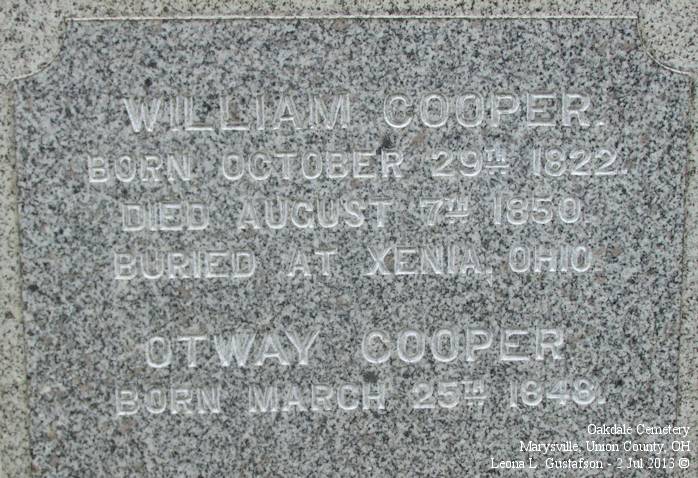 WILLIAM COOPER.
BORN OCTOBER 29TH 1822.
DIED AUGUST 7TH 1850.
BURIED AT XENIA, OHIO.
OTWAY COOPER
BORN MARCH 25TH 1848.
Oakdale Cemetery
Marysville, Union County, OH
Leona L. Gustafson - 2 Jul 2013 ©